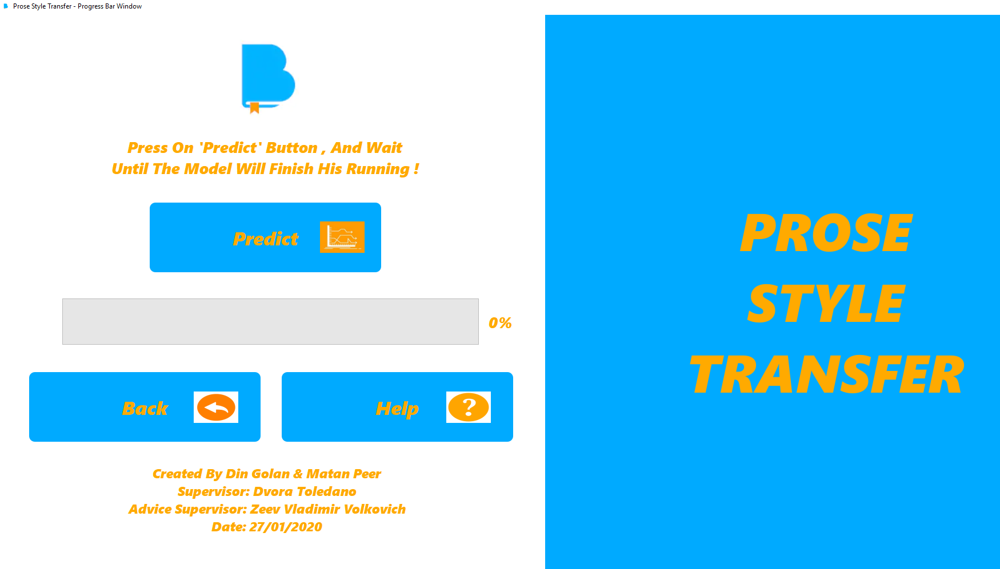 Prose Style Transfer - Progress Bar Window
Press On 'Predict' Button , And Wait
Until The Model Will Finish His Running !
Predict
0%
Back
Help
?
Created By Din Golan & Matan Peer
Supervisor: Dvora Toledano
Advice Supervisor: Zeev Vladimir Volkovich
Date: 27/01/2020
PROSE
STYLE
TRANSFER